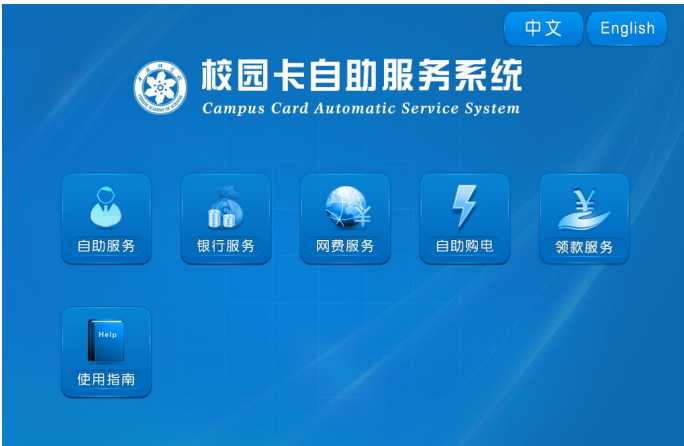 中文 English
校园卡自助服务系统
Campus Card Automatic Service System
自助服务 银行服务 网费服务 自助购电 领款服务
Help
使用指南